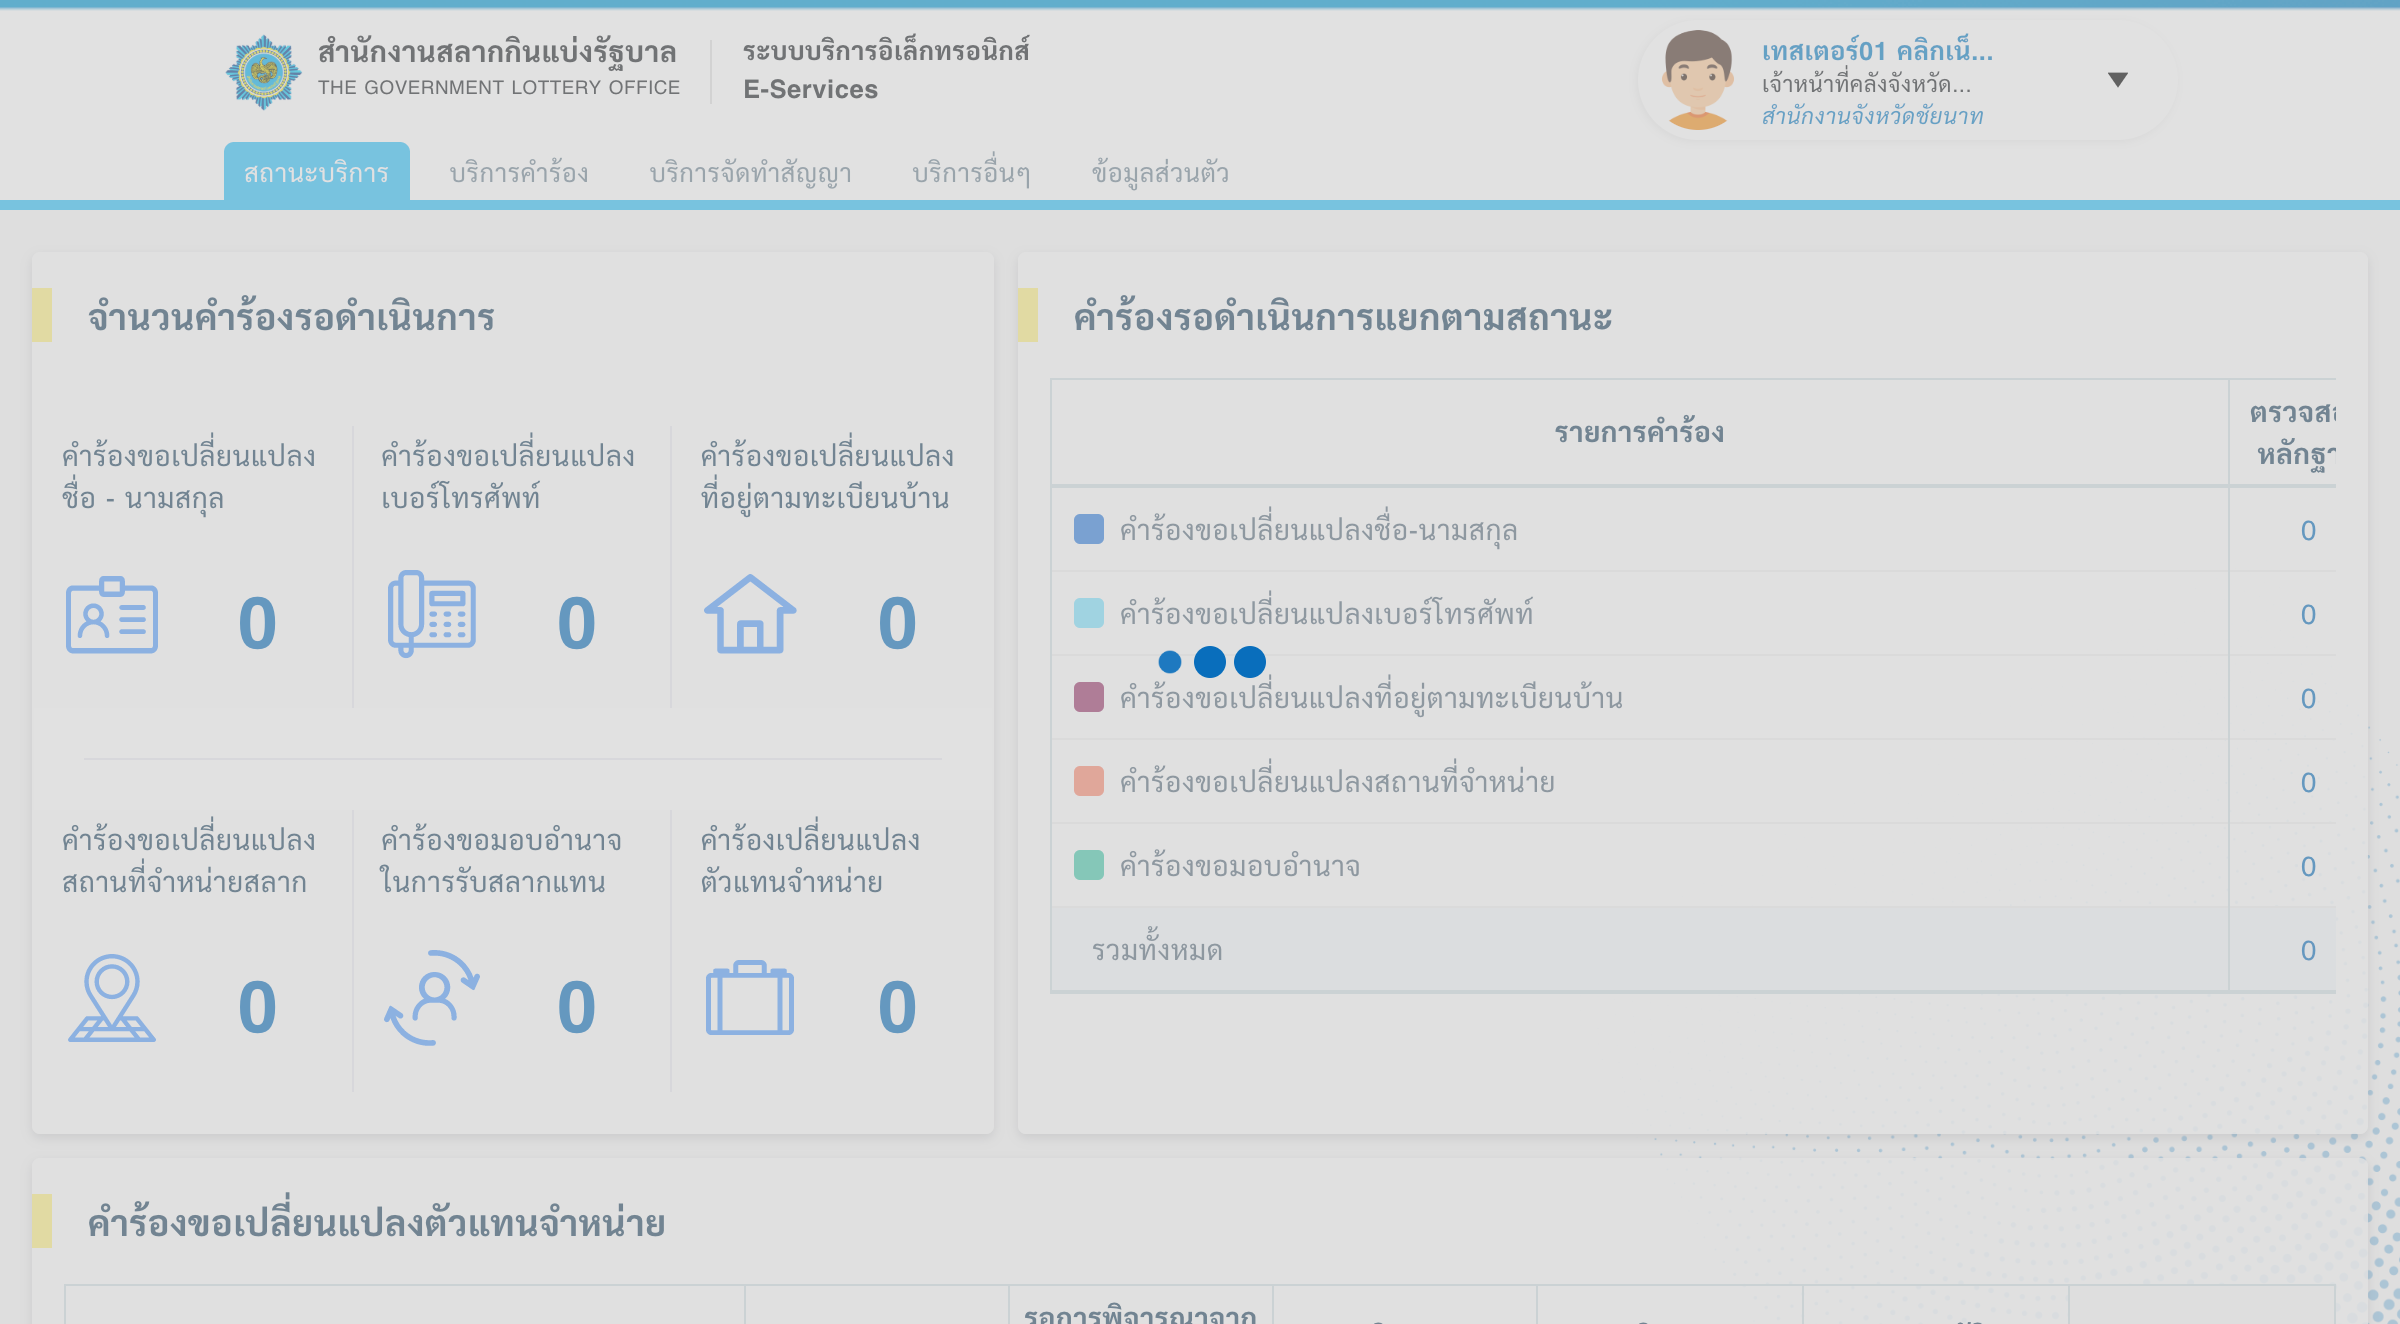 สำนักงานสลากกินแบ่งรัฐบาล
THE GOVERNMENT LOTTERY OFFICE
ระบบบริการอิเล็กทรอนิกส์
E-Services
เทสเตอร์01 คลิกเน็...
เจ้าหน้าที่คลังจังหวัด...
สำนักงานจังหวัดชัยนาท
สถานะบริการ
บริการคำร้อง
บริการจัดทำสัญญา
บริการอื่นๆ
ข้อมูลส่วนตัว
จำนวนคำร้องรอดำเนินการ
คำร้องขอเปลี่ยนแปลง
ชื่อ - นามสกุล
0
คำร้องขอเปลี่ยนแปลง
เบอร์โทรศัพท์
0
คำร้องขอเปลี่ยนแปลง
ที่อยู่ตามทะเบียนบ้าน
0
คำร้องขอเปลี่ยนแปลง
สถานที่จำหน่ายสลาก
0
คำร้องขอมอบอำนาจ
ในการรับสลากแทน
0
คำร้องเปลี่ยนแปลง
ตัวแทนจำหน่าย
0
คำร้องรอดำเนินการแยกตามสถานะ
รายการคำร้อง
คำร้องขอเปลี่ยนแปลงชื่อ-นามสกุล 0
คำร้องขอเปลี่ยนแปลงเบอร์โทรศัพท์ 0
คำร้องขอเปลี่ยนแปลงที่อยู่ตามทะเบียนบ้าน 0
คำร้องขอเปลี่ยนแปลงสถานที่จำหน่าย 0
คำร้องขอมอบอำนาจ 0
รวมทั้งหมด 0
คำร้องขอเปลี่ยนแปลงตัวแทนจำหน่าย
รอการพิจารณาจาก